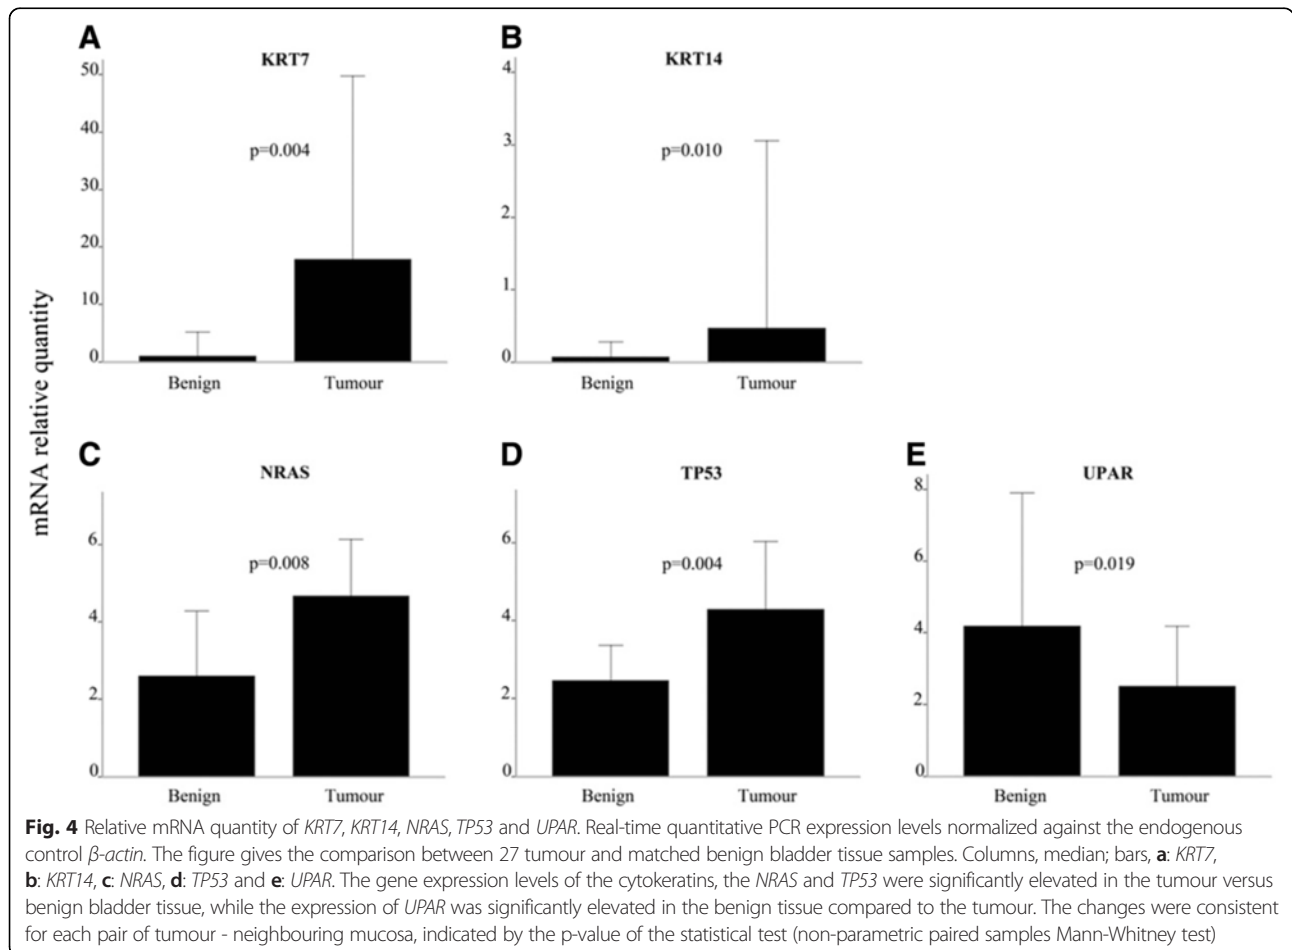 A
KRT7
50
40
30
20
10
0
p=0.004
Benign Tumour
B
KRT14
4
3
2
1
0
p=0.010
Benign Tumour
mRNA relative quantity
C
NRAS
6
4
2
0
p=0.008
Benign Tumour
D
TP53
6
4
2
0
p=0.004
Benign Tumour
E
UPAR
8
6
4
2
0
p=0.019
Benign Tumour
Fig. 4 Relative mRNA quantity of KRT7, KRT14, NRAS, TP53 and UPAR. Real-time quantitative PCR expression levels normalized against the endogenous
control β-actin. The figure gives the comparison between 27 tumour and matched benign bladder tissue samples. Columns, median; bars, a: KRT7,
b: KRT14, c: NRAS, d: TP53 and e: UPAR. The gene expression levels of the cytokeratins, the NRAS and TP53 were significantly elevated in the tumour versus
benign bladder tissue, while the expression of UPAR was significantly elevated in the benign tissue compared to the tumour. The changes were consistent
for each pair of tumour - neighbouring mucosa, indicated by the p-value of the statistical test (non-parametric paired samples Mann-Whitney test)